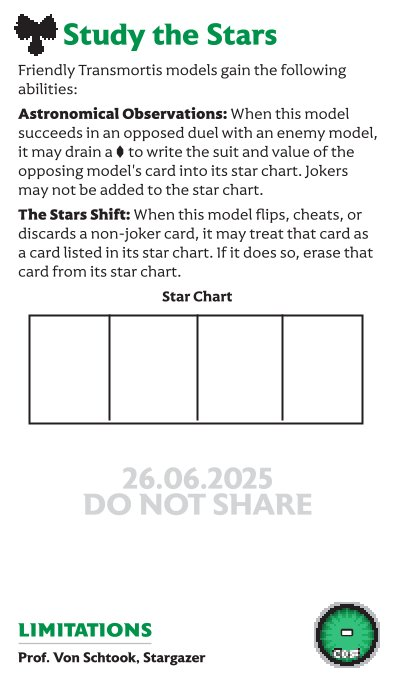 Study the Stars
Friendly Transmortis models gain the following
abilities:
Astronomical Observations: When this model
succeeds in an opposed duel with an enemy model,
it may drain a to write the suit and value of the
opposing model's card into its star chart. Jokers
may not be added to the star chart.
The Stars Shift: When this model flips, cheats, or
discards a non-joker card, it may treat that card as
a card listed in its star chart. If it does so, erase that
card from its star chart.
Star Chart
26.06.2025
DO NOT SHARE
LIMITATIONS
Prof. Von Schtook, Stargazer